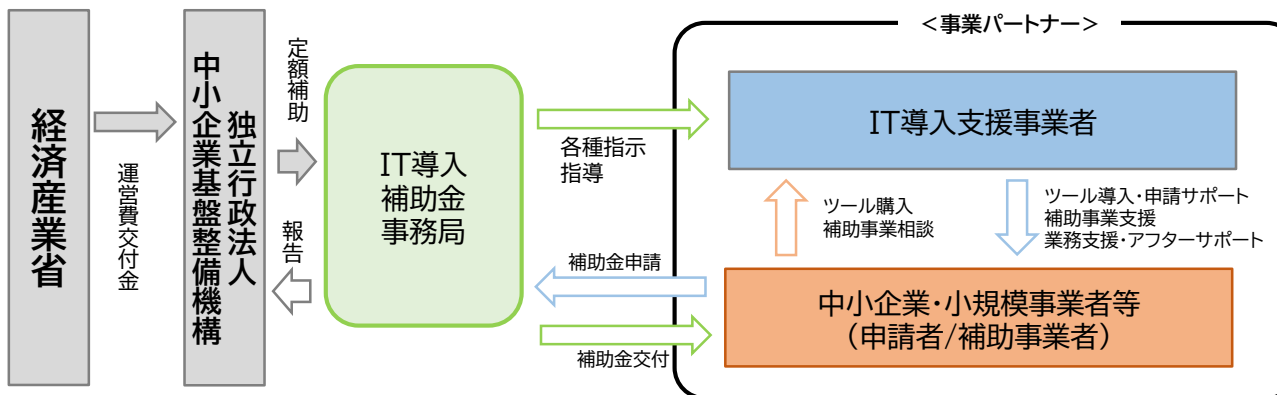 経済産業省
運営費交付金
独立行政法人
中小企業基盤整備機構
定額補助
報告
IT導入
補助金
事務局
各種指示
指導
補助金申請
補助金交付
＜事業パートナー＞
IT導入支援事業者
ツール購入
補助事業相談
ツール導入・申請サポート
補助事業支援
業務支援・アフターサポート
中小企業・小規模事業者等
（申請者/補助事業者）